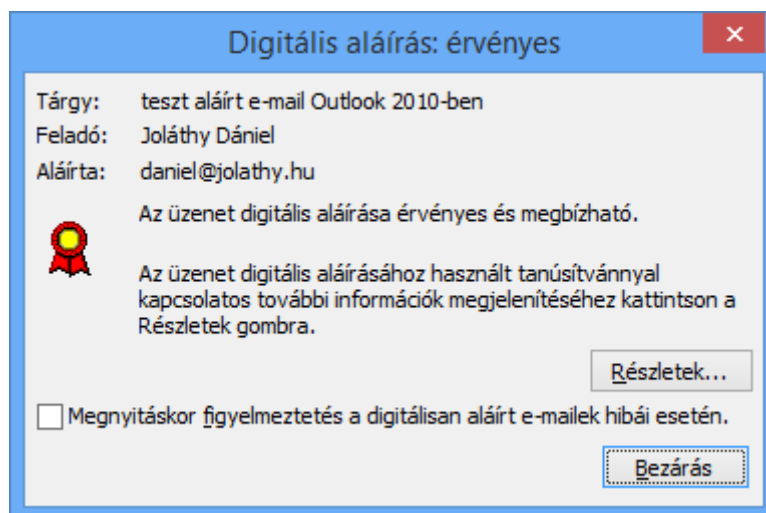 Digitális aláírás: érvényes
Tárgy: teszt aláírt e-mail Outlook 2010-ben
Feladó: Joláthy Dániel
Aláírta: daniel@jolathy.hu
Az üzenet digitális aláírása érvényes és megbízható.
Az üzenet digitális aláírásához használt tanúsítvánnyal
kapcsolatos további információk megjelenítéséhez kattintson a
Részletek gombra.
Részletek...
Megnyitáskor figyelmeztetés a digitálisan aláírt e-mailek hibái esetén.
Bezárás